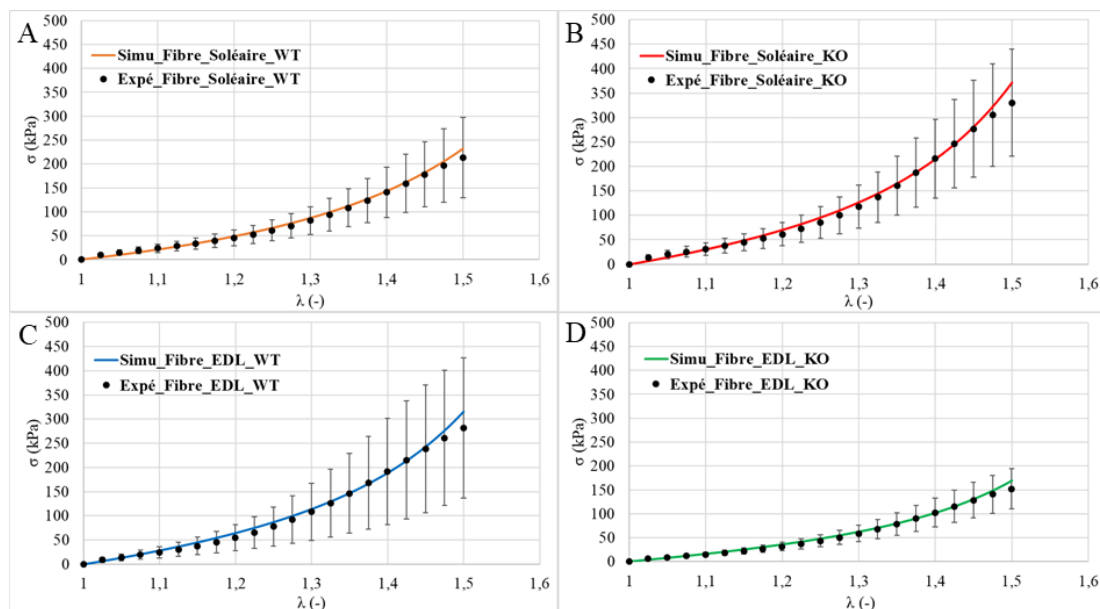 A
500
450
400
350
300
250
200
150
100
50
0
σ (kPa)
Simu_Fibre_Soléaire_WT
Expé_Fibre_Soléaire_WT
1 1,1 1,2 1,3 1,4 1,5 1,6
λ (-)
B
500
450
400
350
300
250
200
150
100
50
0
σ (kPa)
Simu_Fibre_Soléaire_KO
Expé_Fibre_Soléaire_KO
1 1,1 1,2 1,3 1,4 1,5 1,6
λ (-)
C
500
450
400
350
300
250
200
150
100
50
0
σ (kPa)
Simu_Fibre_EDL_WT
Expé_Fibre_EDL_WT
1 1,1 1,2 1,3 1,4 1,5 1,6
λ (-)
D
500
450
400
350
300
250
200
150
100
50
0
σ (kPa)
Simu_Fibre_EDL_KO
Expé_Fibre_EDL_KO
1 1,1 1,2 1,3 1,4 1,5 1,6
λ (-)